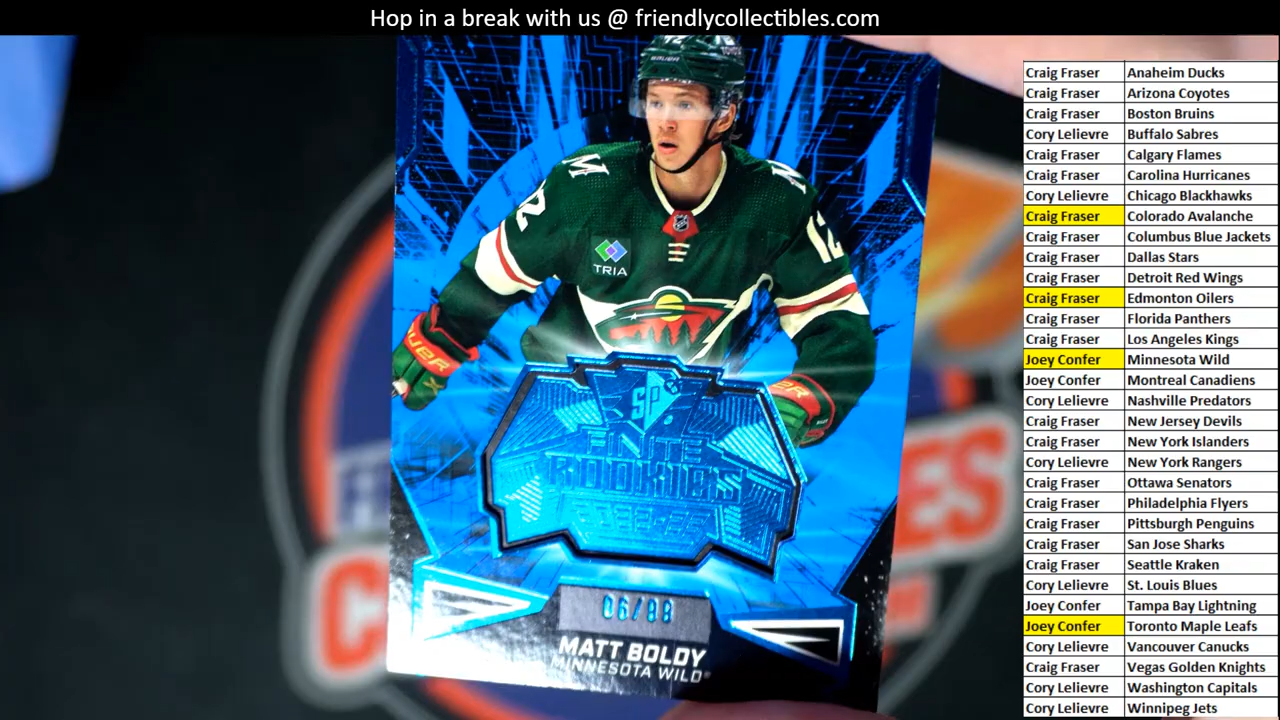 Hop in a break with us @ friendlycollectibles.com
BAUER
12
12
TRIA
SP
FINITE
ROOKIES
2022-23
06/88
MATT BOLDY
MINNESOTA WILD
Craig Fraser Anaheim Ducks
Craig Fraser Arizona Coyotes
Craig Fraser Boston Bruins
Cory Lelievre Buffalo Sabres
Craig Fraser Calgary Flames
Craig Fraser Carolina Hurricanes
Cory Lelievre Chicago Blackhawks
Craig Fraser Colorado Avalanche
Craig Fraser Columbus Blue Jackets
Craig Fraser Dallas Stars
Craig Fraser Detroit Red Wings
Craig Fraser Edmonton Oilers
Craig Fraser Florida Panthers
Craig Fraser Los Angeles Kings
Joey Confer Minnesota Wild
Joey Confer Montreal Canadiens
Cory Lelievre Nashville Predators
Craig Fraser New Jersey Devils
Craig Fraser New York Islanders
Cory Lelievre New York Rangers
Craig Fraser Ottawa Senators
Craig Fraser Philadelphia Flyers
Craig Fraser Pittsburgh Penguins
Craig Fraser San Jose Sharks
Craig Fraser Seattle Kraken
Cory Lelievre St. Louis Blues
Joey Confer Tampa Bay Lightning
Joey Confer Toronto Maple Leafs
Cory Lelievre Vancouver Canucks
Craig Fraser Vegas Golden Knights
Cory Lelievre Washington Capitals
Cory Lelievre Winnipeg Jets